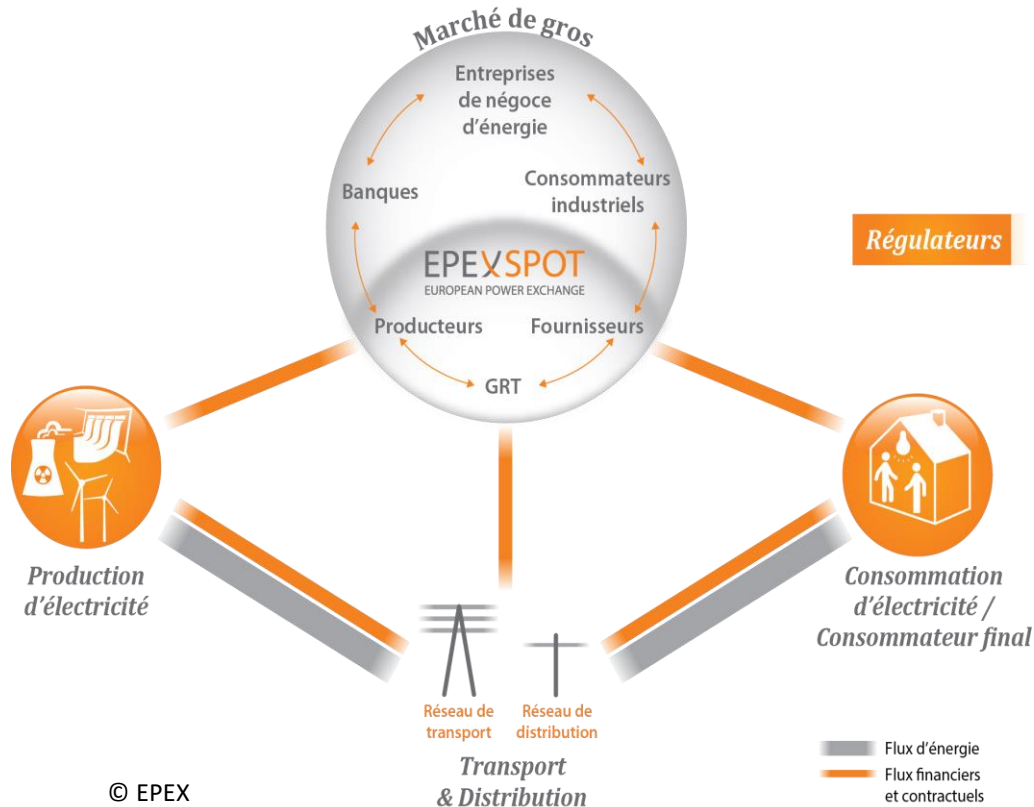 Marché de gros
Entreprises
de négoce
d'énergie
Banques
Consommateurs
industriels
Régulateurs
EPEXSPOT
EUROPEAN POWER EXCHANGE
Producteurs
Fournisseurs
GRT
Production
d'électricité
Consommation
d'électricité /
Consommateur final
Réseau de
transport
Réseau de
distribution
Transport
& Distribution
Flux d'énergie
Flux financiers
et contractuels
© EPEX